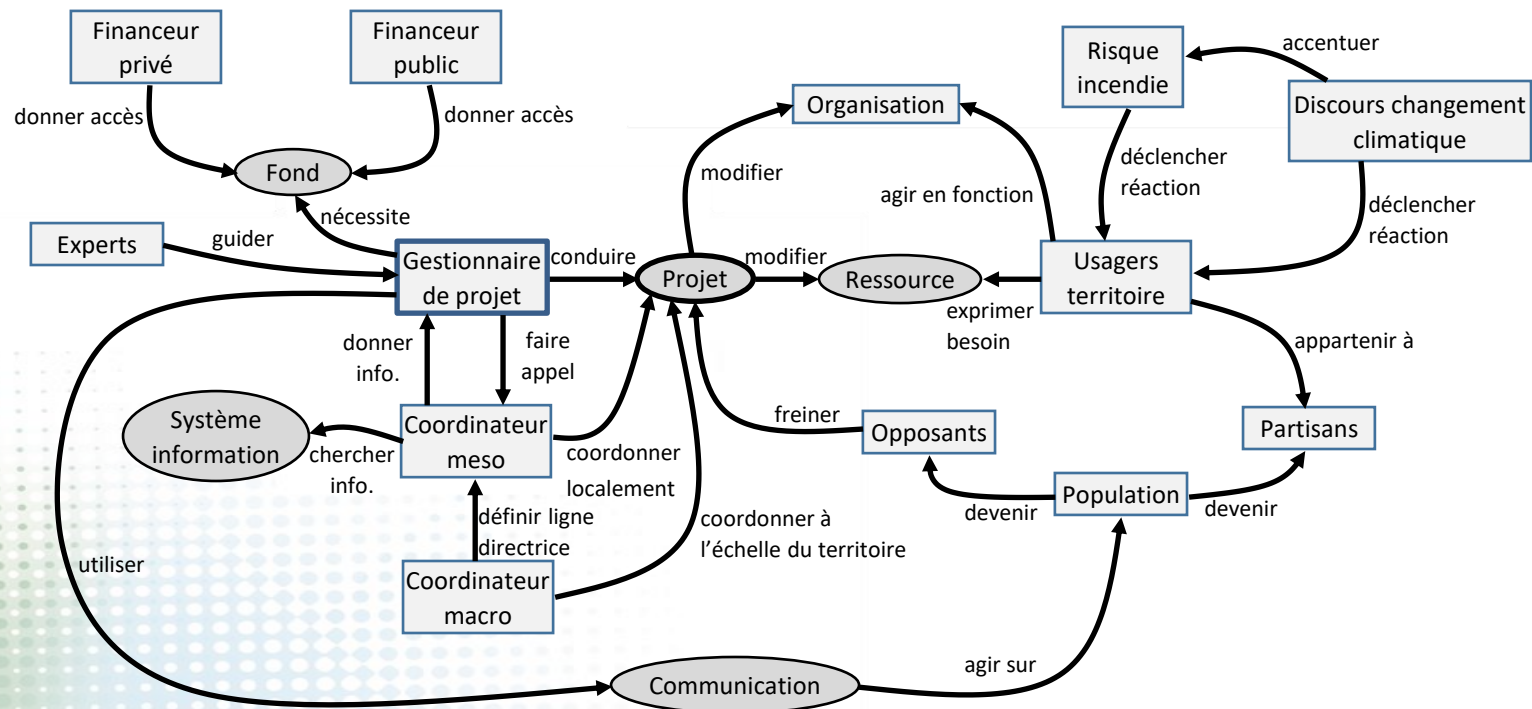 Financeur
privé
Financeur
public
donner accès
donner accès
Fond
nécessite
Experts
guider
Gestionnaire
de projet
conduire
Projet
modifier
Ressource
modifier
Organisation
agir en fonction
Risque
incendie
accentuer
Discours changement
climatique
déclencher
réaction
déclencher
réaction
Usagers
territoire
exprimer
besoin
appartenir à
donner
info.
faire
appel
Système
information
chercher
info.
Coordinateur
meso
coordonner
localement
définir ligne
directrice
Coordinateur
macro
coordonner à
l’échelle du territoire
freiner
Opposants
Partisans
Population
devenir
devenir
utiliser
Communication
agir sur